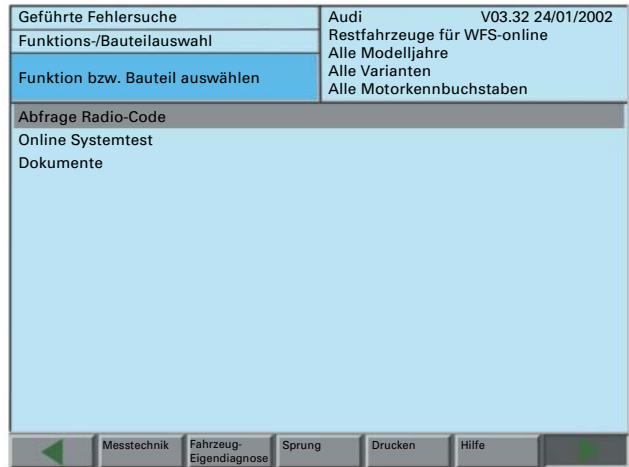 Geführte Fehlersuche
Funktions-/Bauteilauswahl
Funktion bzw. Bauteil auswählen
Audi V03.32 24/01/2002
Restfahrzeuge für WFS-online
Alle Modelljahre
Alle Varianten
Alle Motorkennbuchstaben
Abfrage Radio-Code
Online Systemtest
Dokumente
Messtechnik
Fahrzeug-
Eigendiagnose
Sprung
Drucken
Hilfe